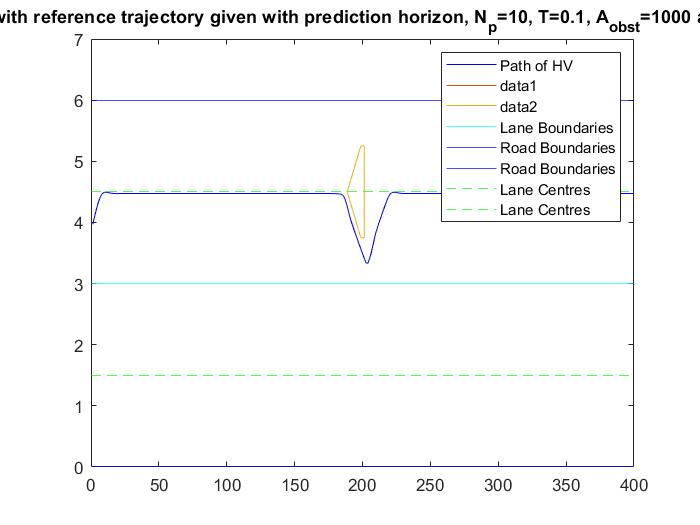 with reference trajectory given with prediction horizon, N_p=10, T=0.1, A_obst=1000
7
6
5
4
3
2
1
0
0 50 100 150 200 250 300 350 400
Path of HV
data1
data2
Lane Boundaries
Road Boundaries
Road Boundaries
Lane Centres
Lane Centres